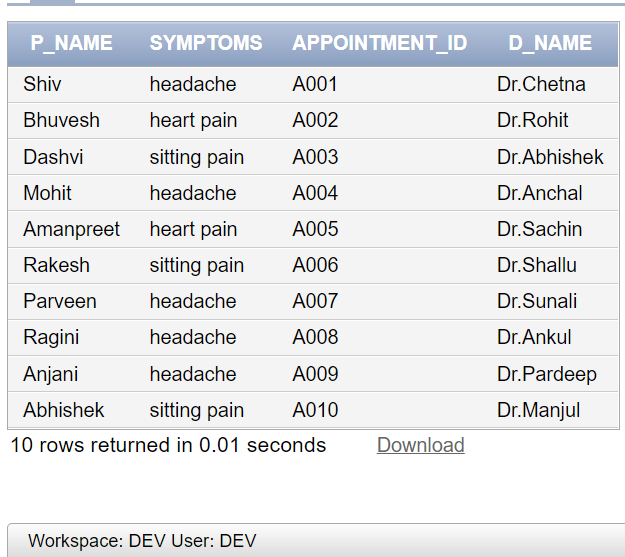 P_NAME SYMPTOMS APPOINTMENT_ID D_NAME
Shiv headache A001 Dr.Chetna
Bhuvesh heart pain A002 Dr.Rohit
Dashvi sitting pain A003 Dr.Abhishek
Mohit headache A004 Dr.Anchal
Amanpreet heart pain A005 Dr.Sachin
Rakesh sitting pain A006 Dr.Shallu
Parveen headache A007 Dr.Sunali
Ragini headache A008 Dr.Ankul
Anjani headache A009 Dr.Pardeep
Abhishek sitting pain A010 Dr.Manjul
10 rows returned in 0.01 seconds Download
Workspace: DEV User: DEV